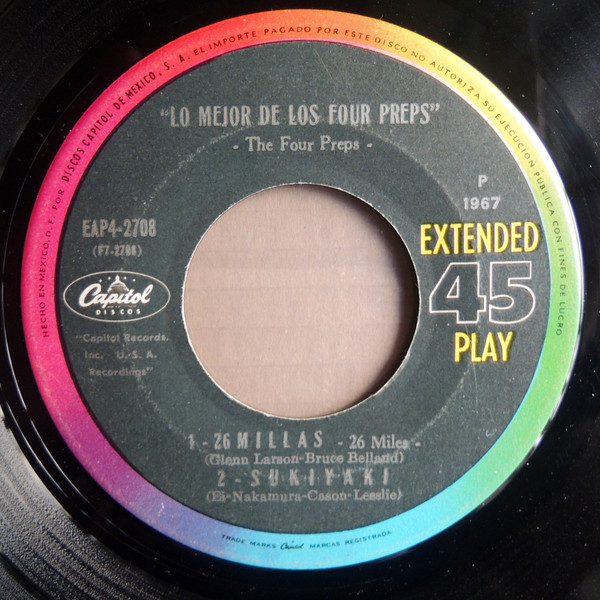 HECHO EN MEXICO, D. F. POR DISCOS CAPITOL DE MEXICO, S. A. EL IMPORTE PAGADO POR ESTE DISCO NO AUTORIZA SU EJECUCION PUBLICA CON FINES DE LUCRO
"LO MEJOR DE LOS FOUR PREPS"
- The Four Preps -
P
1967
EAP4-2708
(F7-2708)
EXTENDED
45
PLAY
Capitol
DISCOS
"Capitol Records,
Inc. U. S. A.
Recordings"
1 - 26 MILLAS - 26 Miles -
(Glenn Larson-Bruce Belland)
2 - SUKIYAKI
(Ei-Nakamura-Cason-Lesslie)
TRADE MARKS Capitol MARCAS REGISTRADA